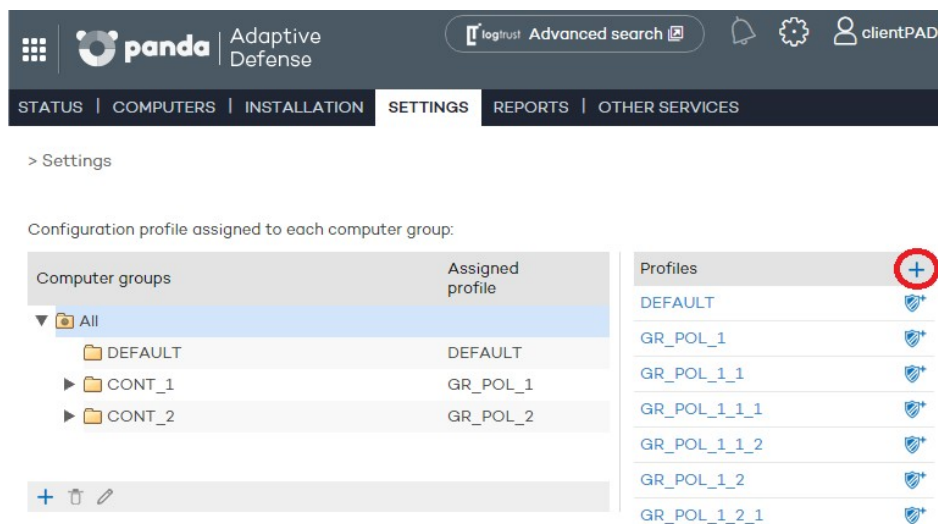 panda Adaptive Defense
logtrust Advanced search
clientPAD
STATUS | COMPUTERS | INSTALLATION SETTINGS REPORTS | OTHER SERVICES
> Settings
Configuration profile assigned to each computer group:
Computer groups
Assigned profile
All
DEFAULT DEFAULT
CONT_1 GR_POL_1
CONT_2 GR_POL_2
Profiles
DEFAULT
GR_POL_1
GR_POL_1_1
GR_POL_1_1_1
GR_POL_1_1_2
GR_POL_1_2
GR_POL_1_2_1